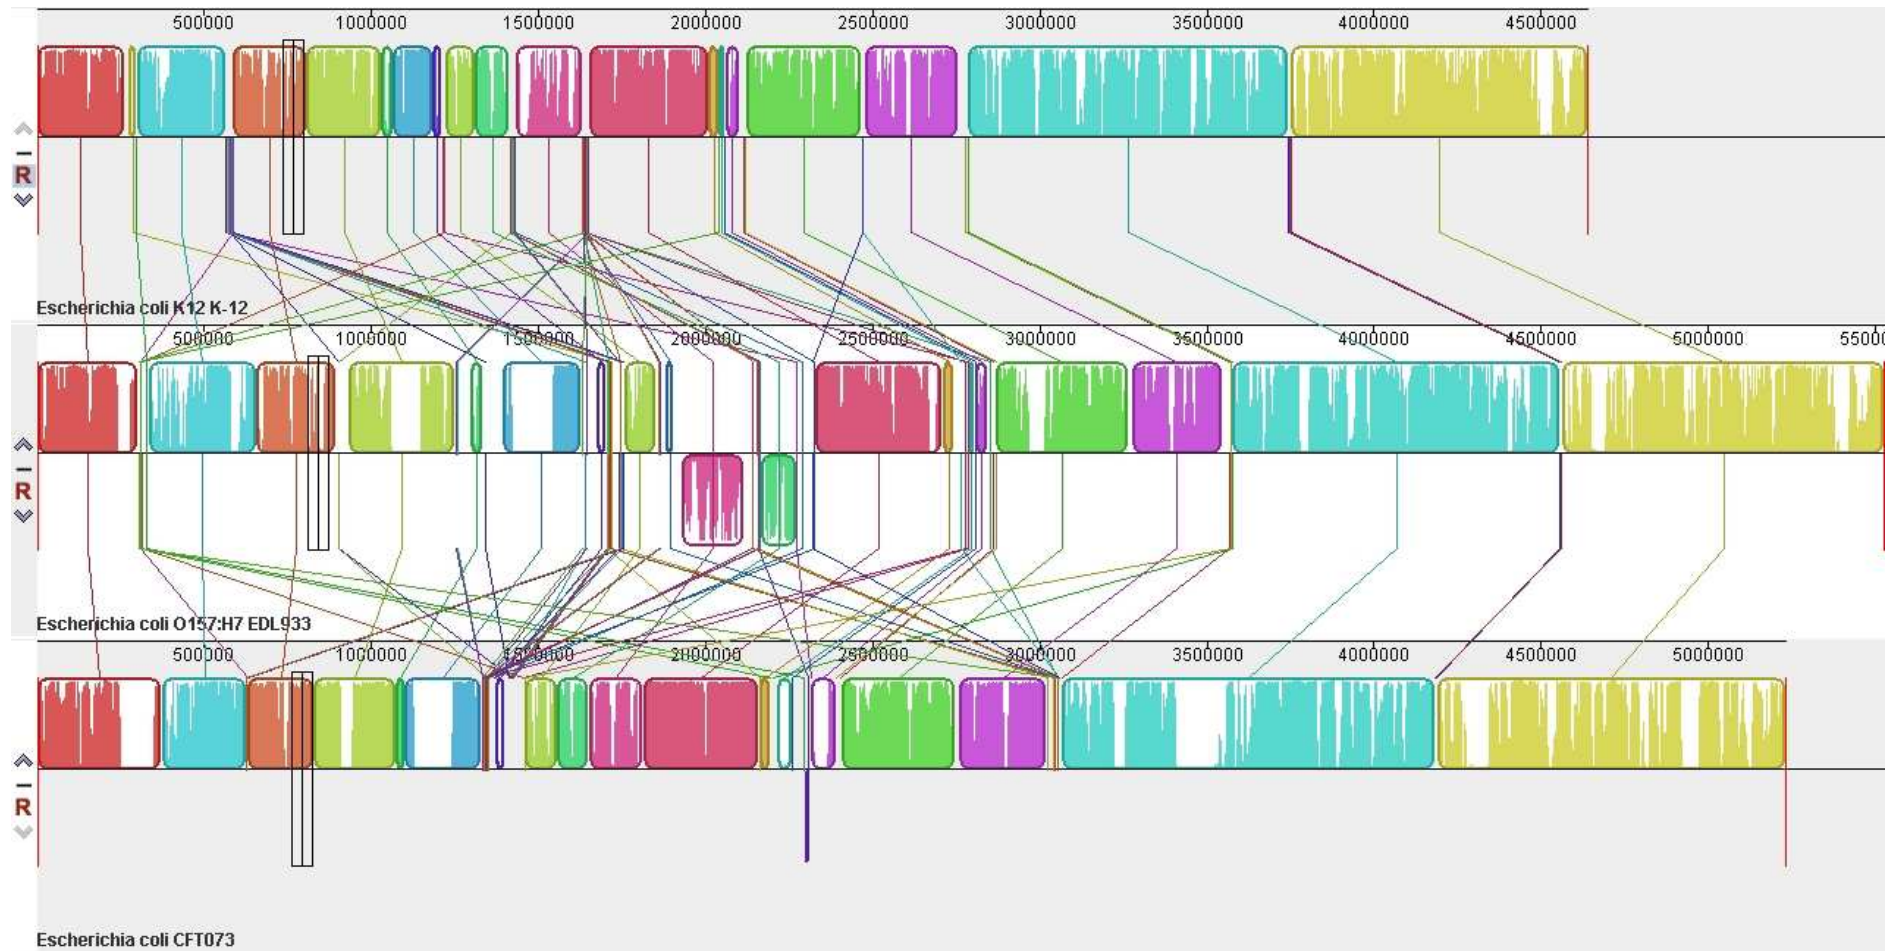 500000 1000000 1500000 2000000 2500000 3000000 3500000 4000000 4500000
R
Escherichia coli K12 K-12
500000 1000000 1500000 2000000 2500000 3000000 3500000 4000000 4500000 5000000 55000
R
Escherichia coli O157:H7 EDL933
500000 1000000 1500000 2000000 2500000 3000000 3500000 4000000 4500000 5000000
R
Escherichia coli CFT073